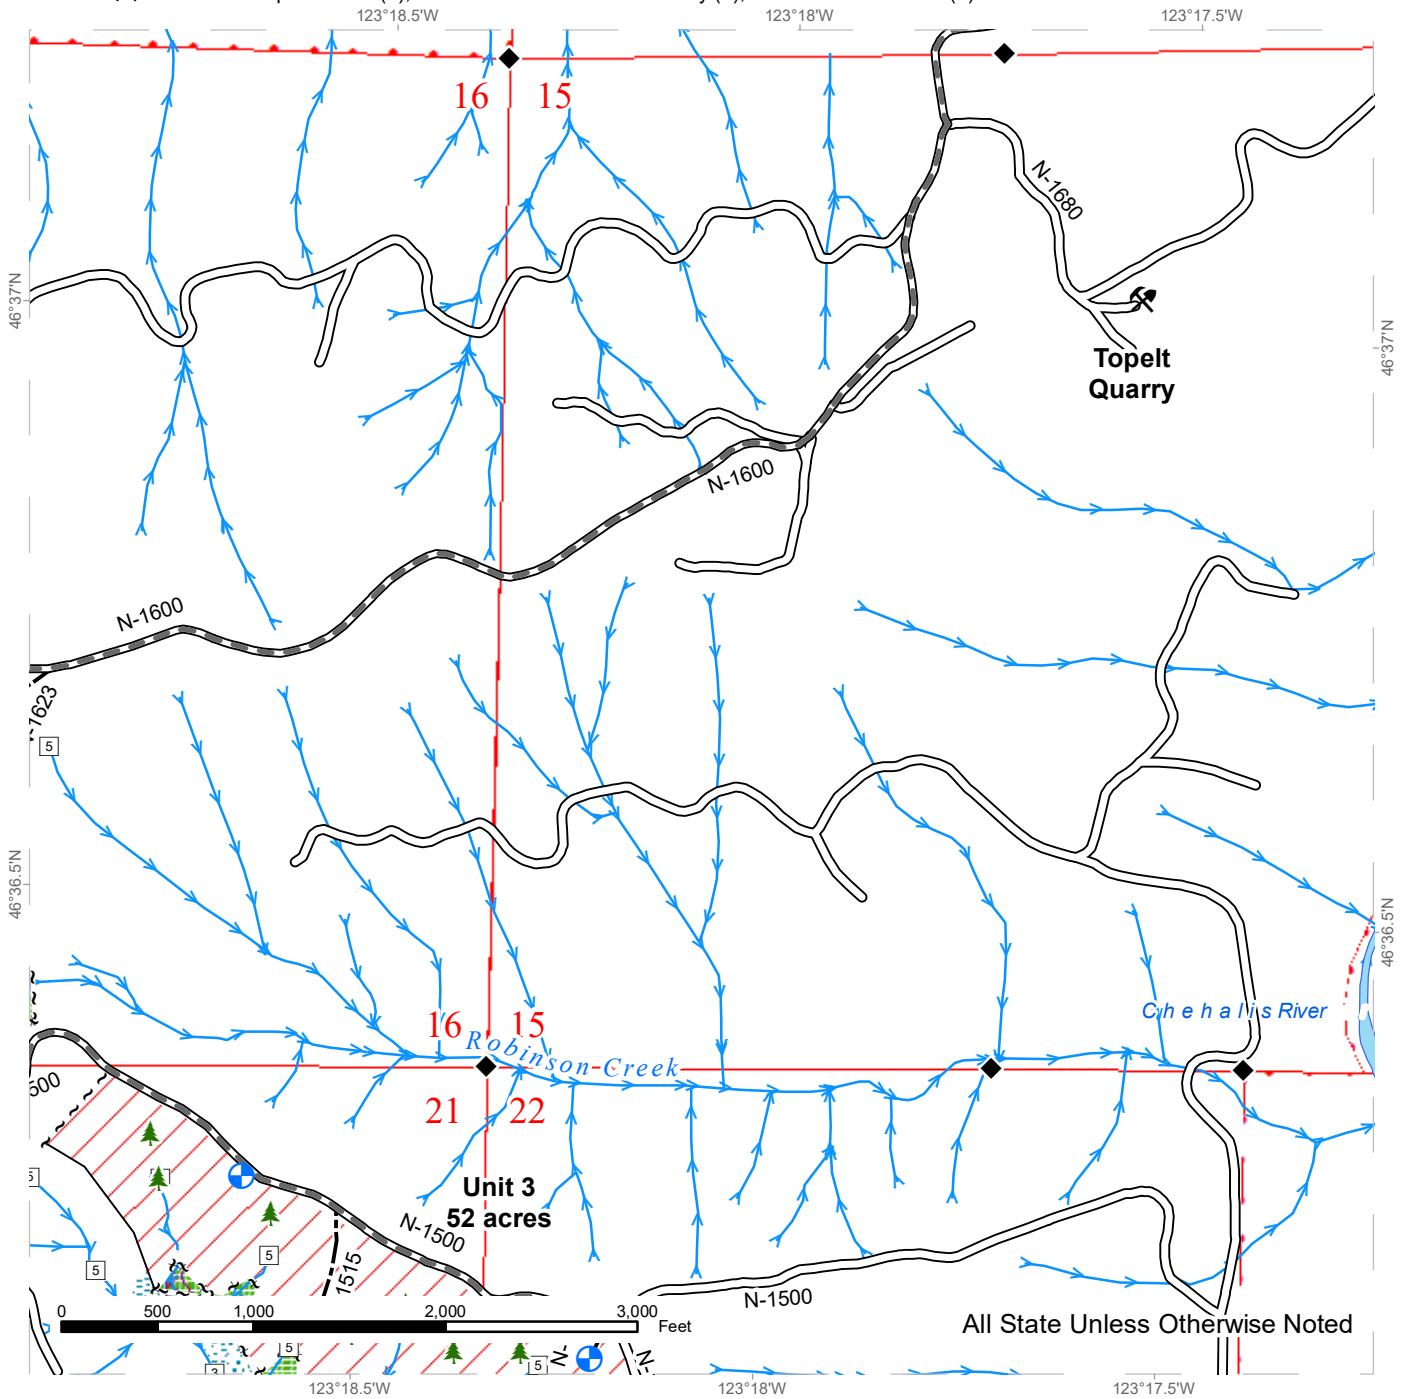 123°18.5'W 123°18'W 123°17.5'W
16 15
N-1680
46°37'N
46°37'N
Topelt
Quarry
N-1600
N-1600
5
46°36.5'N
46°36.5'N
Chehalis River
16 15
Robinson Creek
21 22
Unit 3
52 acres
N-1500
5
5
1515
N-1500
0 500 1,000 2,000 3,000
Feet
All State Unless Otherwise Noted
5
5
123°18.5'W 123°18'W 123°17.5'W